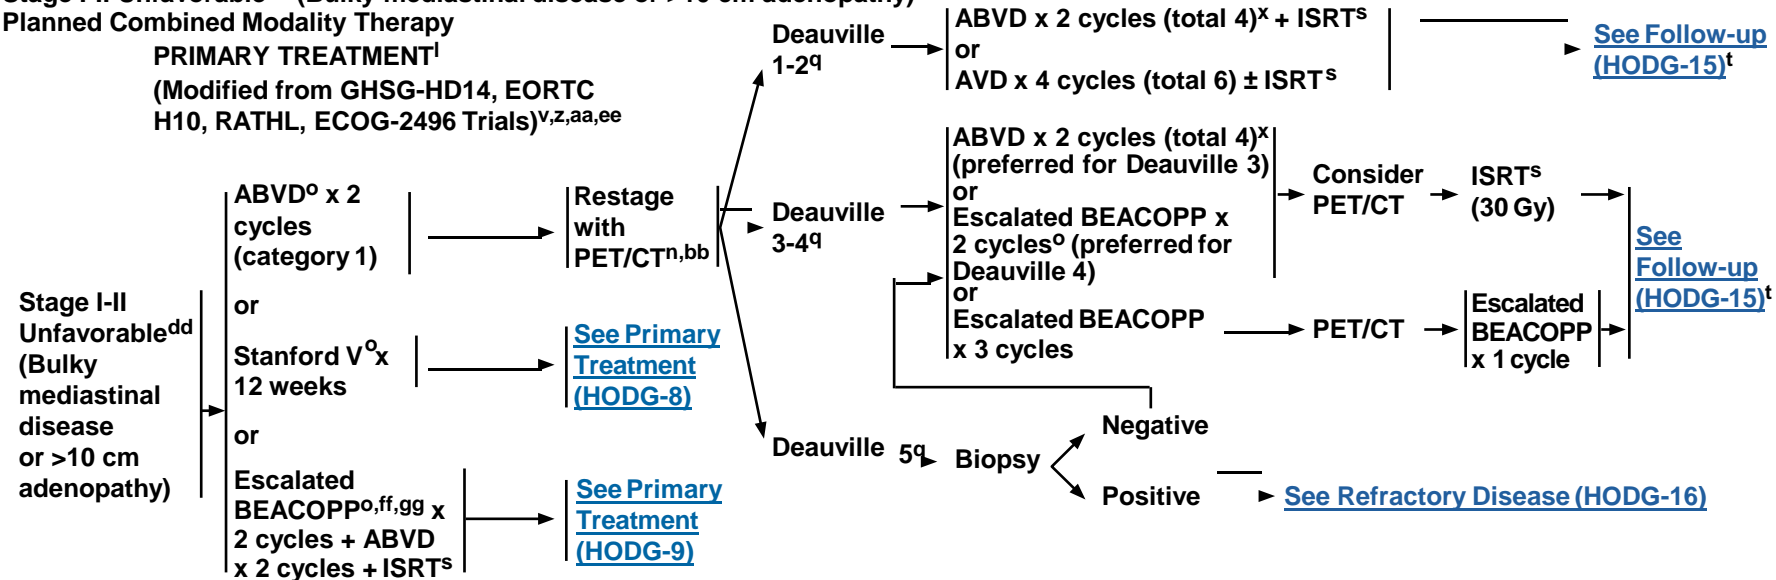 Planned Combined Modality Therapy
PRIMARY TREATMENTl
(Modified from GHSG-HD14, EORTC
H10, RATHL, ECOG-2496 Trials)v,z,aa,ee
Stage I-II
Unfavorabledd
(Bulky
mediastinal
disease
or >10 cm
adenopathy)
ABVDo x 2
cycles
(category 1)
or
Stanford Vo x
12 weeks
or
Escalated
BEACOPPo,ff,gg x
2 cycles + ABVD
x 2 cycles + ISRTs
Restage
with
PET/CTn,bb
See Primary
Treatment
(HODG-8)
See Primary
Treatment
(HODG-9)
Deauville
1-2q
ABVD x 2 cycles (total 4)x + ISRTs
or
AVD x 4 cycles (total 6) ± ISRTs
See Follow-up
(HODG-15)t
Deauville
3-4q
ABVD x 2 cycles (total 4)x
(preferred for Deauville 3)
or
Escalated BEACOPP x
2 cycleso (preferred for
Deauville 4)
or
Escalated BEACOPP
x 3 cycles
Consider
PET/CT
ISRTs
(30 Gy)
PET/CT
Escalated
BEACOPP
x 1 cycle
See
Follow-up
(HODG-15)t
Deauville 5q
Biopsy
Negative
Positive
See Refractory Disease (HODG-16)